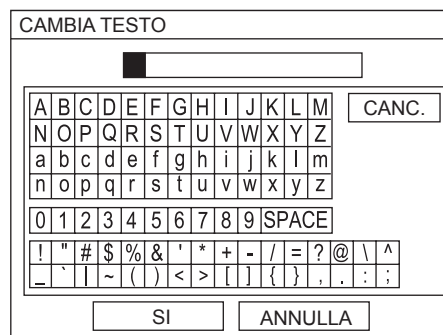 CAMBIA TESTO
A B C D E F G H I J K L M CANC.
N O P Q R S T U V W X Y Z
a b c d e f g h i j k l m
n o p q r s t u v w x y z
0 1 2 3 4 5 6 7 8 9 SPACE
! " # $ % & ' * + - / = ? @ \ ^
_ ` | ~ ( ) < > [ ] { } , . : ;
SI ANNULLA